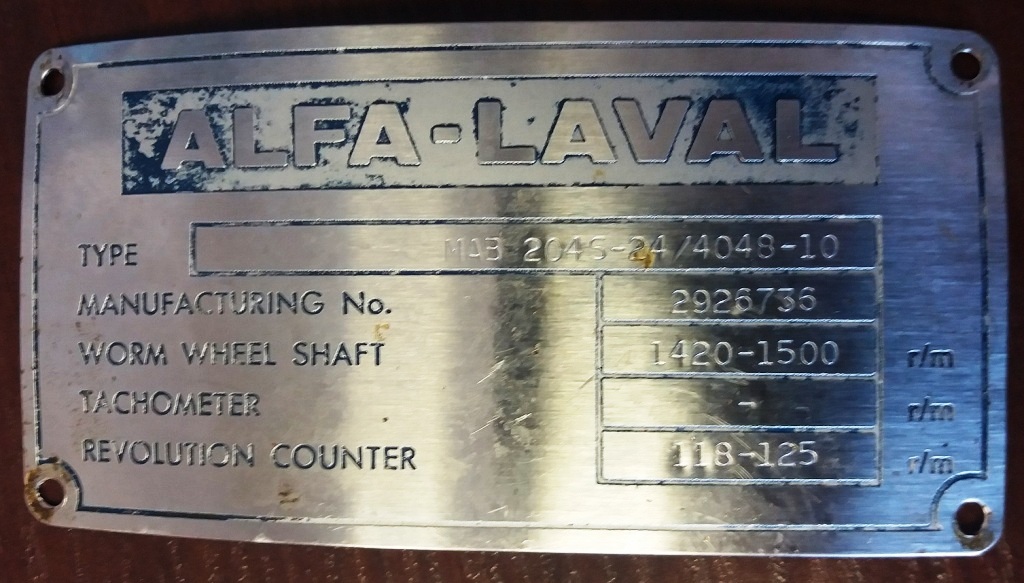 ALFA-LAVAL
TYPE MAB 204S-24/4048-10
MANUFACTURING No. 2926736
WORM WHEEL SHAFT 1420-1500 r/m
TACHOMETER - r/m
REVOLUTION COUNTER 118-125 r/m